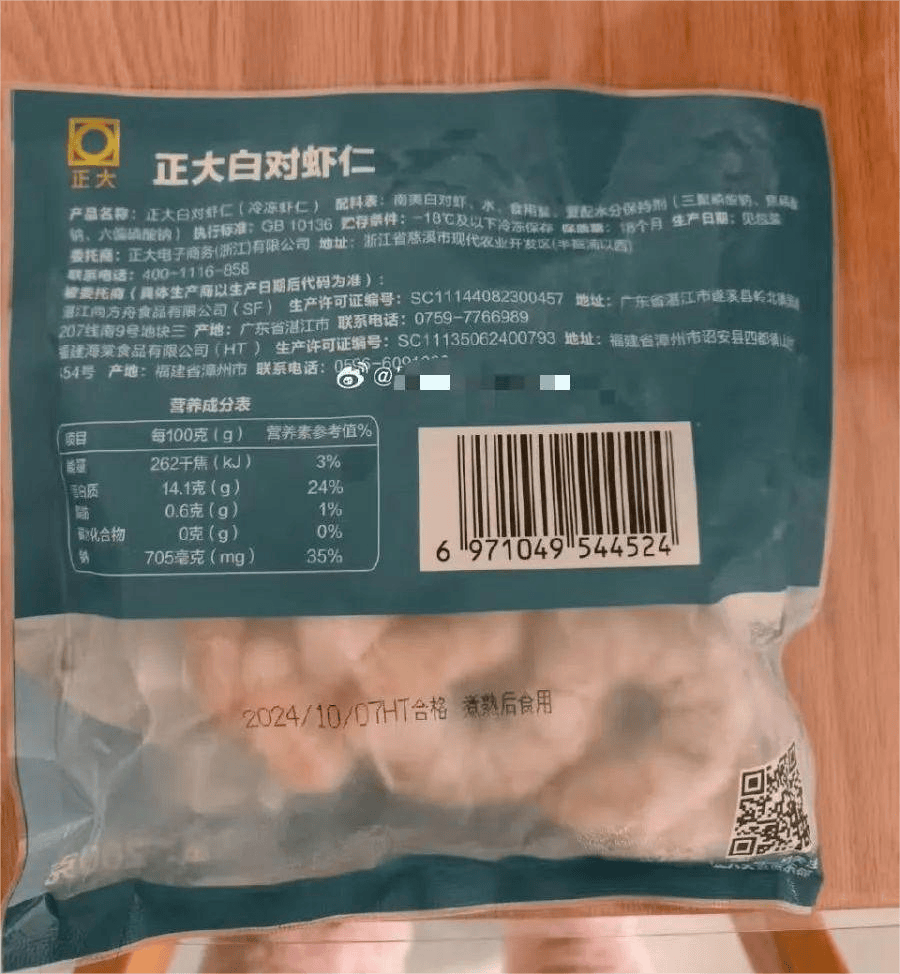 正大
正大白对虾仁
产品名称：正大白对虾仁（冷冻虾仁） 配料表：南美白对虾、水、食用盐、复配水分保持剂（三聚磷酸钠、焦磷酸
钠、六偏磷酸钠） 执行标准：GB 10136 贮存条件：-18℃及以下冷冻保存 保质期：18个月 生产日期：见包装
委托商：正大电子商务(浙江)有限公司 地址：浙江省慈溪市现代农业开发区(半掘浦以西)
联系电话：400-1116-858
被委托商（具体生产商以生产日期后代码为准）：
湛江同方舟食品有限公司（SF） 生产许可证编号：SC11144082300457 地址：广东省湛江市遂溪县岭北镇
207线南9号地块三 产地：广东省湛江市 联系电话：0759-7766989
福建海莱食品有限公司（HT） 生产许可证编号：SC11135062400793 地址：福建省漳州市诏安县四都镇
454号 产地：福建省漳州市 联系电话：
@
营养成分表
项目 每100克(g) 营养素参考值%
能量 262千焦(kJ) 3%
蛋白质 14.1克(g) 24%
脂肪 0.6克(g) 1%
碳水化合物 0克(g) 0%
钠 705毫克(mg) 35%
6 971049 544524
2024/10/07HT合格 煮熟后食用